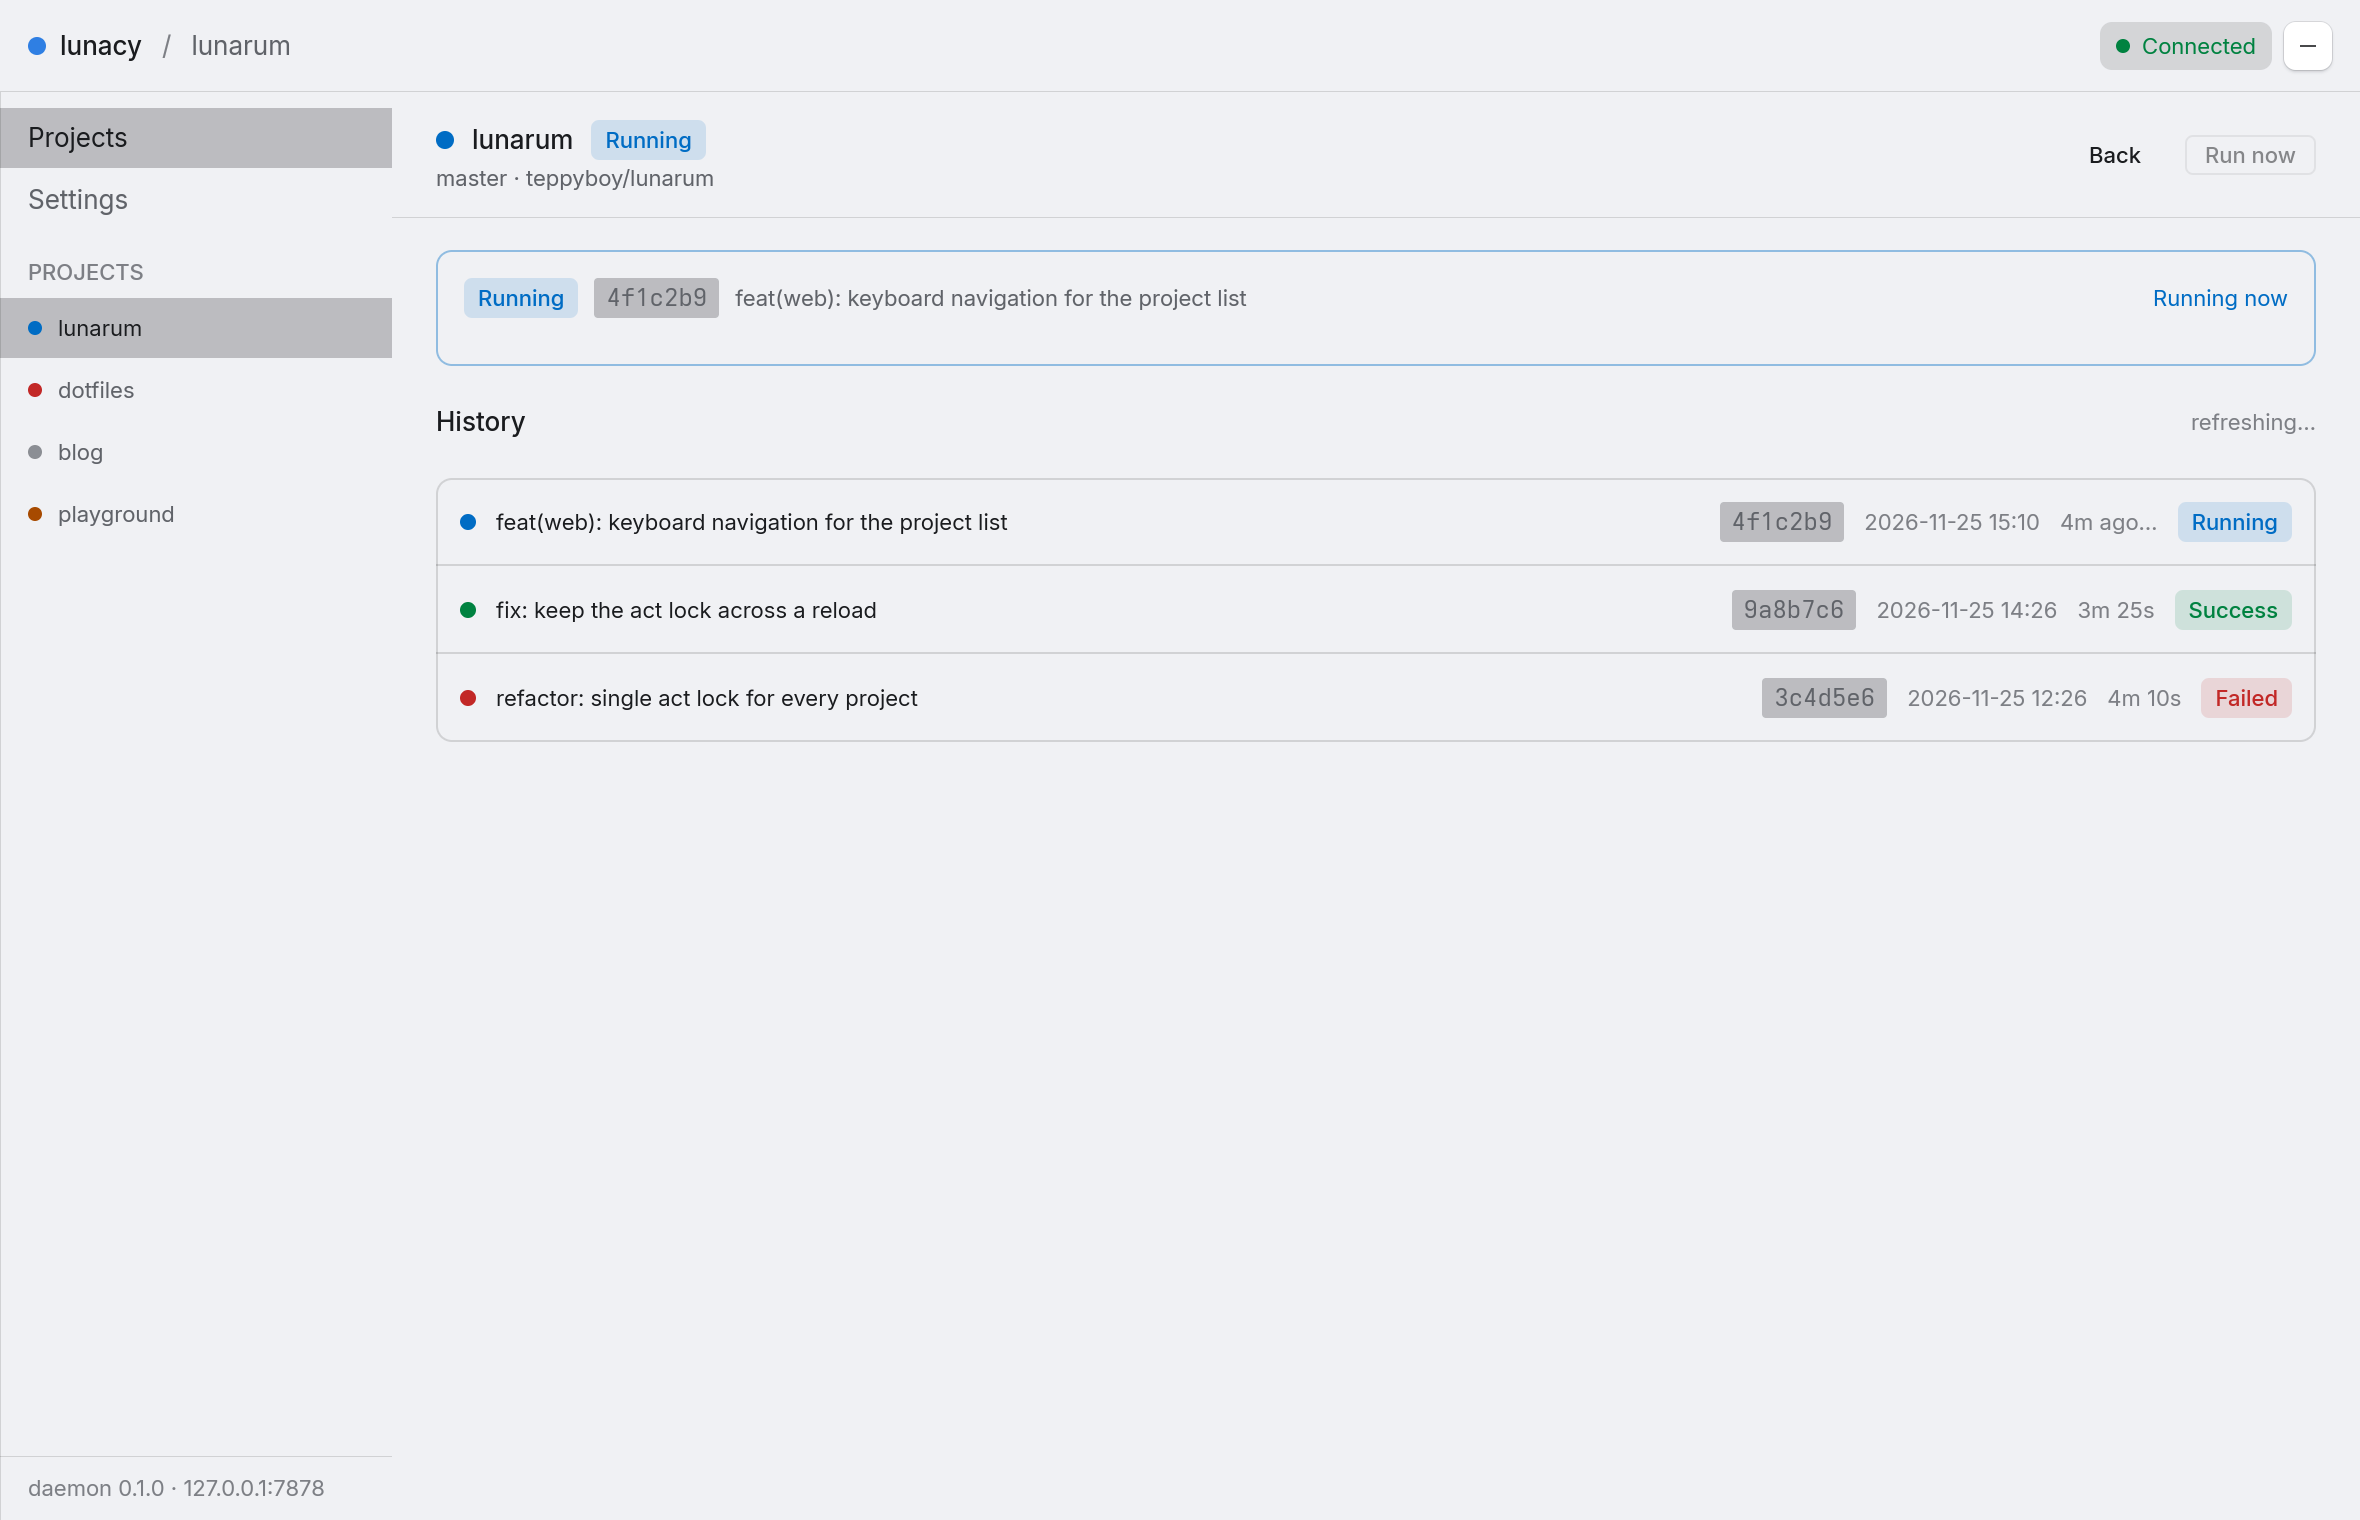 lunacy / lunarum
Connected
Projects
Settings
PROJECTS
lunarum
dotfiles
blog
playground
daemon 0.1.0 · 127.0.0.1:7878
lunarum Running
master · teppyboy/lunarum
Back
Run now
Running 4f1c2b9 feat(web): keyboard navigation for the project list Running now
History refreshing...
feat(web): keyboard navigation for the project list 4f1c2b9 2026-11-25 15:10 4m ago... Running
fix: keep the act lock across a reload 9a8b7c6 2026-11-25 14:26 3m 25s Success
refactor: single act lock for every project 3c4d5e6 2026-11-25 12:26 4m 10s Failed